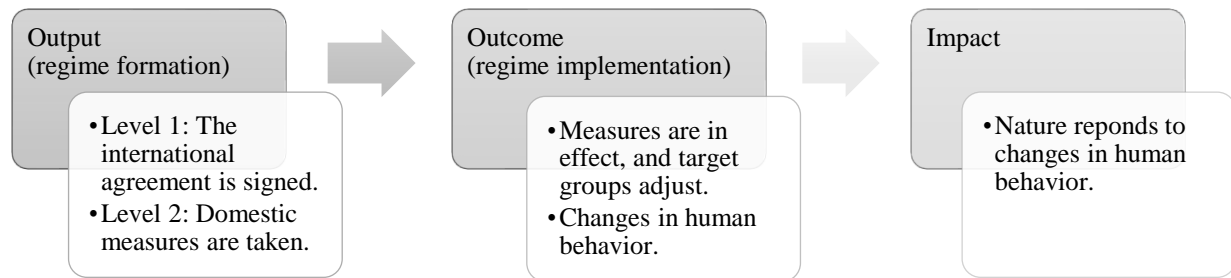 Output
(regime formation)
•Level 1: The
international
agreement is signed.
•Level 2: Domestic
measures are taken.
Outcome
(regime implementation)
•Measures are in
effect, and target
groups adjust.
•Changes in human
behavior.
Impact
•Nature reponds to
changes in human
behavior.